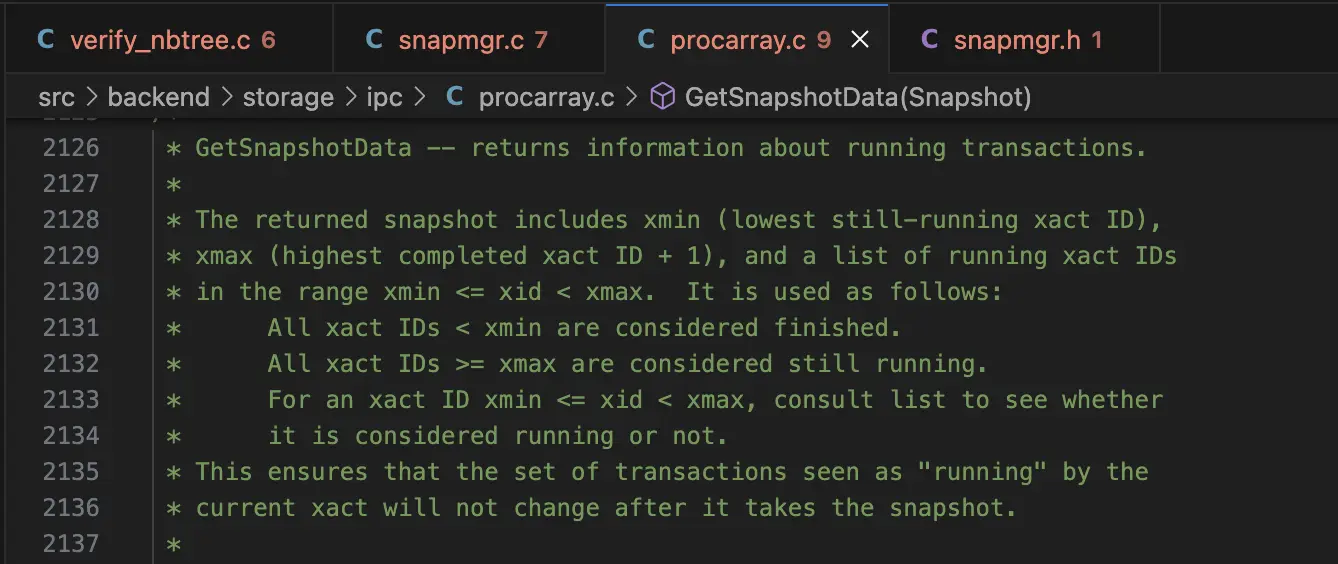 C verify_nbtree.c 6 C snapmgr.c 7 C procarray.c 9 C snapmgr.h 1
src > backend > storage > ipc > C procarray.c > GetSnapshotData(Snapshot)
2126 * GetSnapshotData -- returns information about running transactions.
2127 *
2128 * The returned snapshot includes xmin (lowest still-running xact ID),
2129 * xmax (highest completed xact ID + 1), and a list of running xact IDs
2130 * in the range xmin <= xid < xmax.  It is used as follows:
2131 *      All xact IDs < xmin are considered finished.
2132 *      All xact IDs >= xmax are considered still running.
2133 *      For an xact ID xmin <= xid < xmax, consult list to see whether
2134 *      it is considered running or not.
2135 * This ensures that the set of transactions seen as "running" by the
2136 * current xact will not change after it takes the snapshot.
2137 *